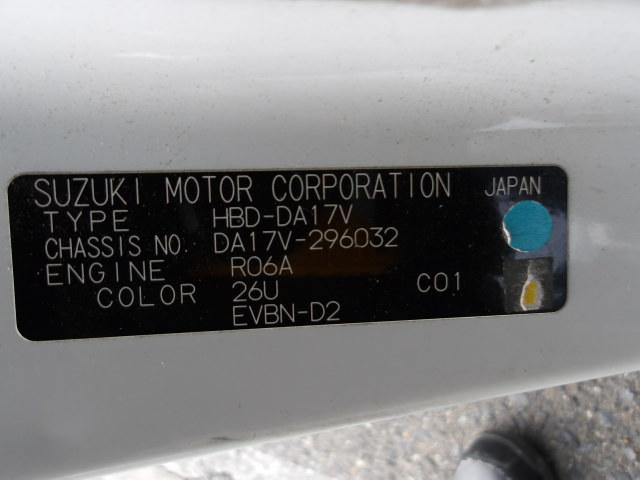 SUZUKI MOTOR CORPORATION JAPAN
TYPE HBD-DA17V
CHASSIS NO. DA17V-296032
ENGINE R06A
COLOR 26U C01
EVBN-D2